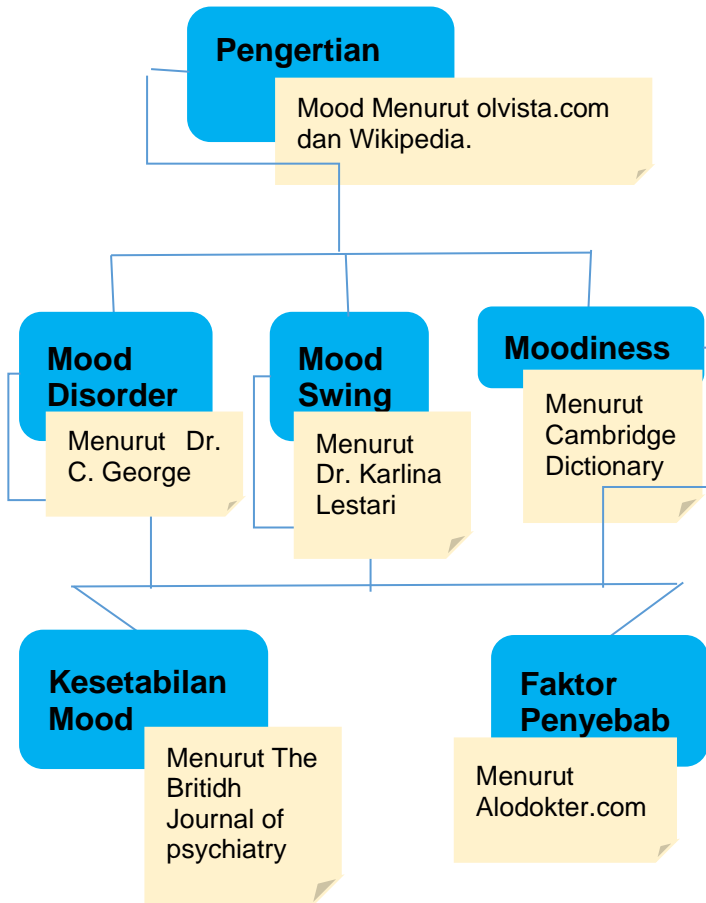 Pengertian
Mood Menurut olvista.com
dan Wikipedia.
Mood
Disorder
Menurut Dr.
C. George
Mood
Swing
Menurut
Dr. Karlina
Lestari
Moodiness
Menurut
Cambridge
Dictionary
Kesetabilan
Mood
Menurut The
Britidh
Journal of
psychiatry
Faktor
Penyebab
Menurut
Alodokter.com